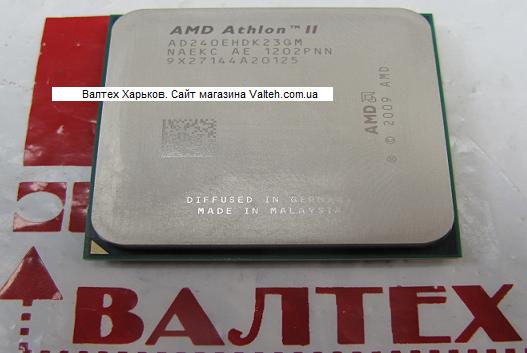 AMD Athlon™ II
AD240EHDK23GM
NAEKC AE 1202PNN
9X27144A20125
Валтех Харьков. Сайт магазина Valteh.com.ua
AMD
® © 2009 AMD
DIFFUSED IN GERMANY
MADE IN MALAYSIA
ВАЛТЕХ